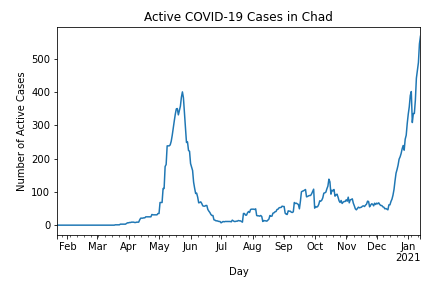 Active COVID-19 Cases in Chad
Number of Active Cases
500
400
300
200
100
0
Feb Mar Apr May Jun Jul Aug Sep Oct Nov Dec Jan
2021
Day